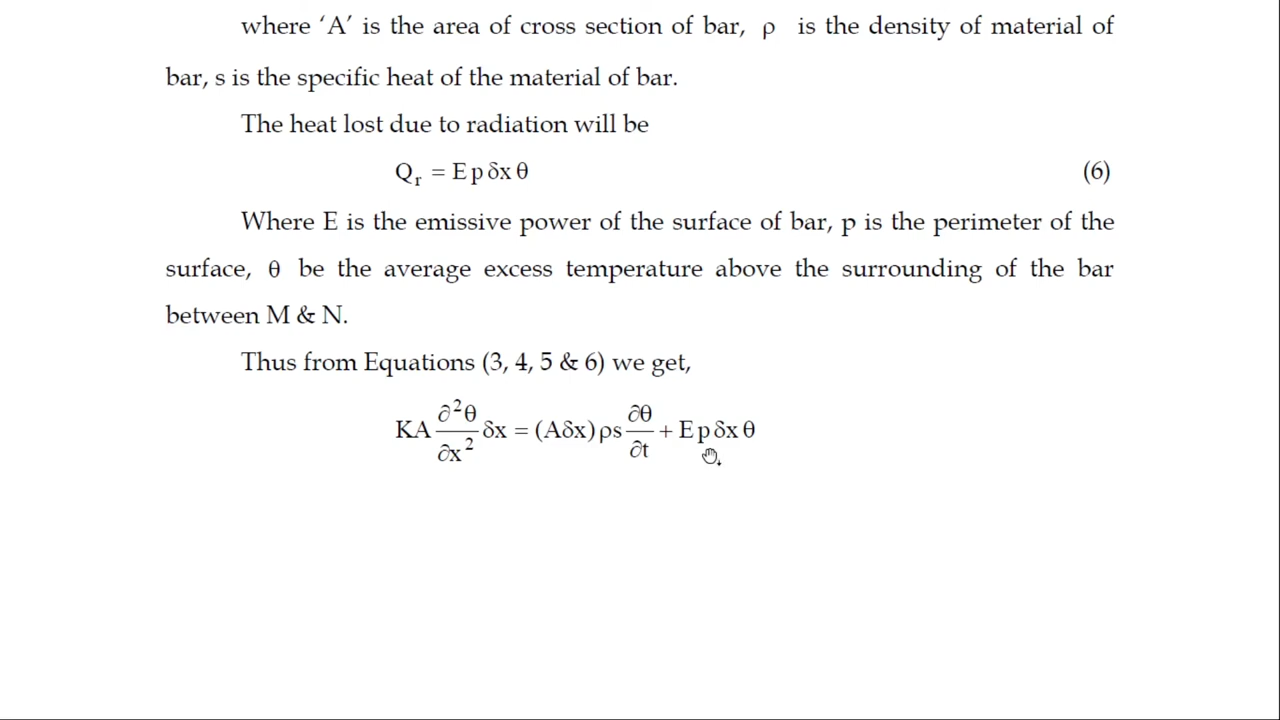 where ‘A’ is the area of cross section of bar, ρ is the density of material of
bar, s is the specific heat of the material of bar.
The heat lost due to radiation will be
Qᵣ = E p δx θ (6)
Where E is the emissive power of the surface of bar, p is the perimeter of the
surface, θ be the average excess temperature above the surrounding of the bar
between M & N.
Thus from Equations (3, 4, 5 & 6) we get,
KA ∂²θ/∂x² δx = (Aδx) ρs ∂θ/∂t + E p δx θ